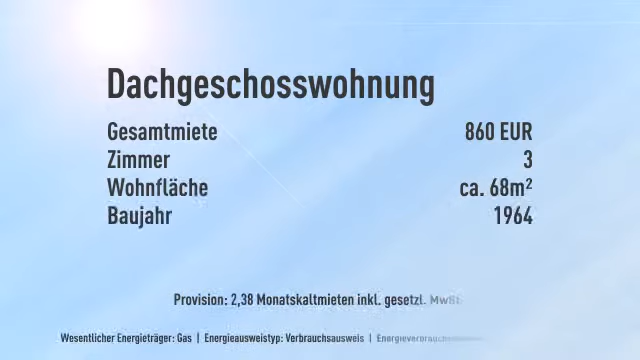 Dachgeschosswohnung
Gesamtmiete 860 EUR
Zimmer 3
Wohnfläche ca. 68m²
Baujahr 1964
Provision: 2,38 Monatskaltmieten inkl. gesetzl. MwSt.
Wesentlicher Energieträger: Gas | Energieausweistyp: Verbrauchsausweis |